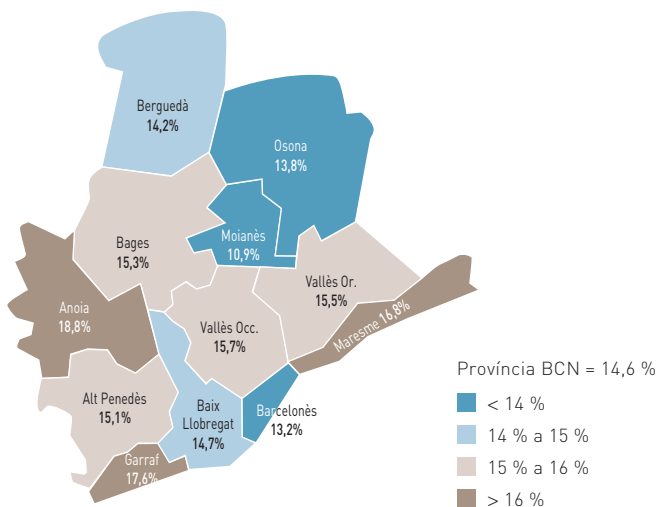 Berguedà
14,2%
Osona
13,8%
Moianès
10,9%
Bages
15,3%
Vallès Or.
15,5%
Maresme 16,8%
Anoia
18,8%
Vallès Occ.
15,7%
Alt Penedès
15,1%
Baix
Llobregat
14,7%
Barcelonès
13,2%
Garraf
17,6%
Província BCN = 14,6 %
< 14 %
14 % a 15 %
15 % a 16 %
> 16 %